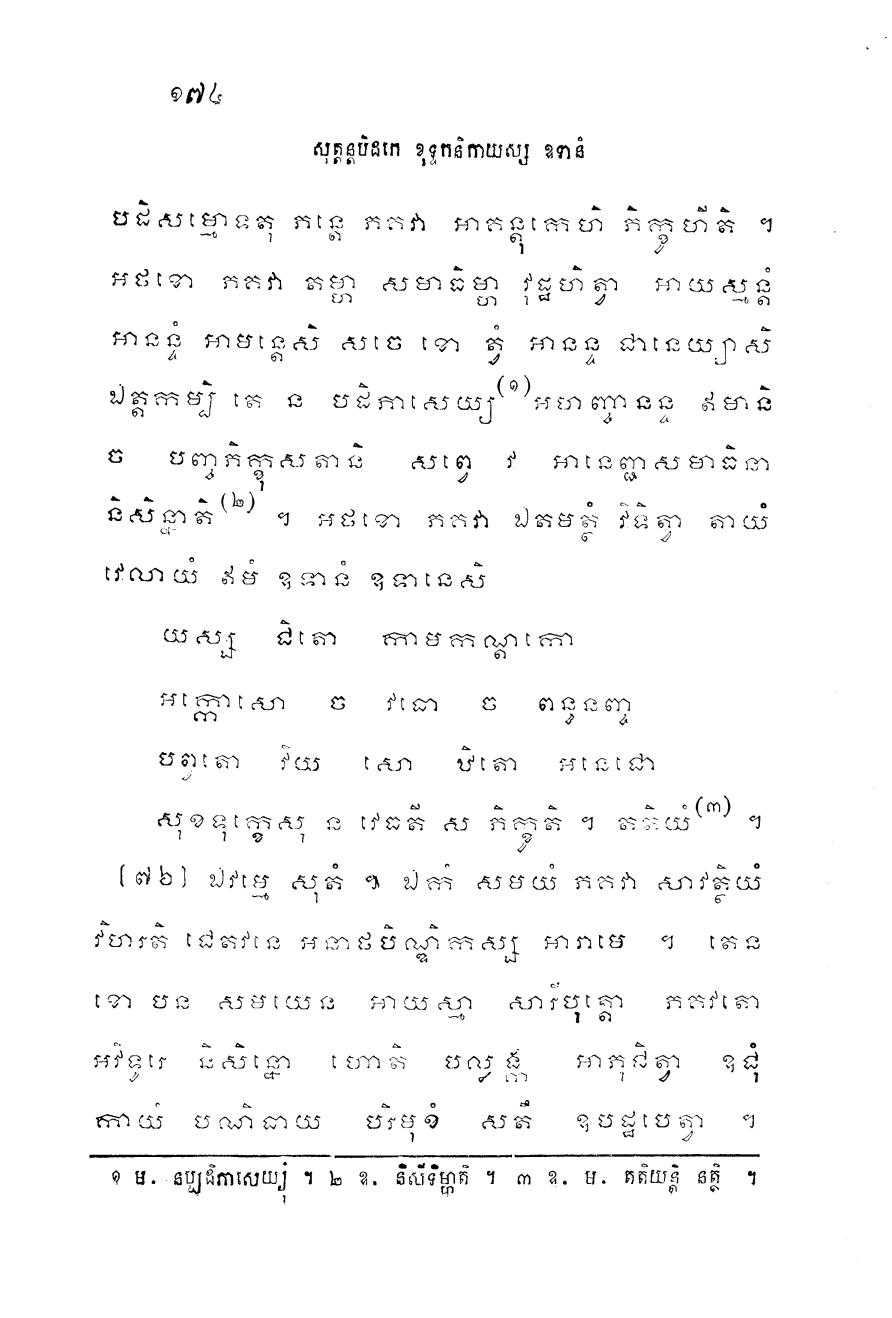 ១៧៤
សុត្តន្តបិដកេ ខុទ្ទកនិកាយស្ស ឧទានំ
បដិសម្មោទតុ ភន្តេ ភគវា អាគន្តុកេហិ ភិក្ខូហីតិ ។
អថខោ ភគវា តម្ហា សមាធិម្ហា វុដ្ឋហិត្វា អាយស្មន្តំ
អានន្ទំ អាមន្តេសិ សចេ ខោ ត្វំ អានន្ទ ជានេយ្យាសិ
ឯត្តកម្បិ តេ ន បដិភាសេយ្យ(១)អហញ្ចានន្ទ ឥមានិ
ច បញ្ចភិក្ខុសតានិ សព្វេ វ អានេញ្ជសមាធិនា
និសិន្នាតិ(២) ។ អថខោ ភគវា ឯតមត្ថំ វិទិត្វា តាយំ
វេលាយំ ឥមំ ឧទានំ ឧទានេសិ
យស្ស ជិតោ កាមកណ្តកោ
អក្កោសោ ច វធោ ច ពន្ធនញ្ច
បព្វតោ វិយ សោ ឋិតោ អនេជោ
សុខទុក្ខេសុ ន វេធតី ស ភិក្ខូតិ ។ តតិយំ(៣) ។
[៧៦] ឯវម្មេ សុតំ ។ ឯកំ សមយំ ភគវា សាវត្ថិយំ
វិហរតិ ជេតវនេ អនាថបិណ្ឌិកស្ស អារាមេ ។ តេន
ខោ បន សមយេន អាយស្មា សារីបុត្តោ ភគវតោ
អវិទូរេ និសិន្នោ ហោតិ បល្លង្កំ អាភុជិត្វា ឧជុំ
កាយំ បណិធាយ បរិមុខំ សតឹ ឧបដ្ឋបេត្វា ។
១ ម. នប្បដិភាសេយ្យុំ ។ ២ ឧ. និសីទិម្ហាតិ ។ ៣ ឧ. ម. តតិយន្តិ នត្ថិ ។